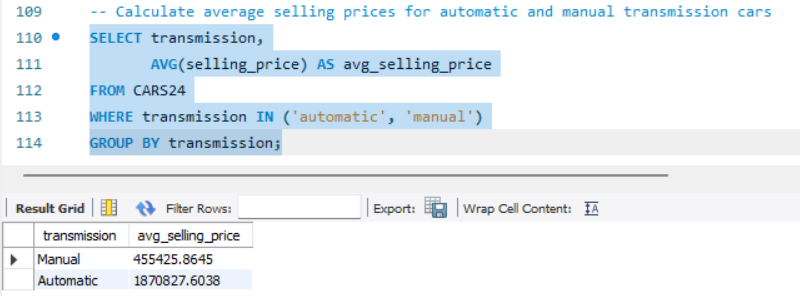 109 -- Calculate average selling prices for automatic and manual transmission cars
110 SELECT transmission,
111 AVG(selling_price) AS avg_selling_price
112 FROM CARS24
113 WHERE transmission IN ('automatic', 'manual')
114 GROUP BY transmission;
Result Grid Filter Rows: Export: Wrap Cell Content: IA
transmission avg_selling_price
Manual 455425.8645
Automatic 1870827.6038